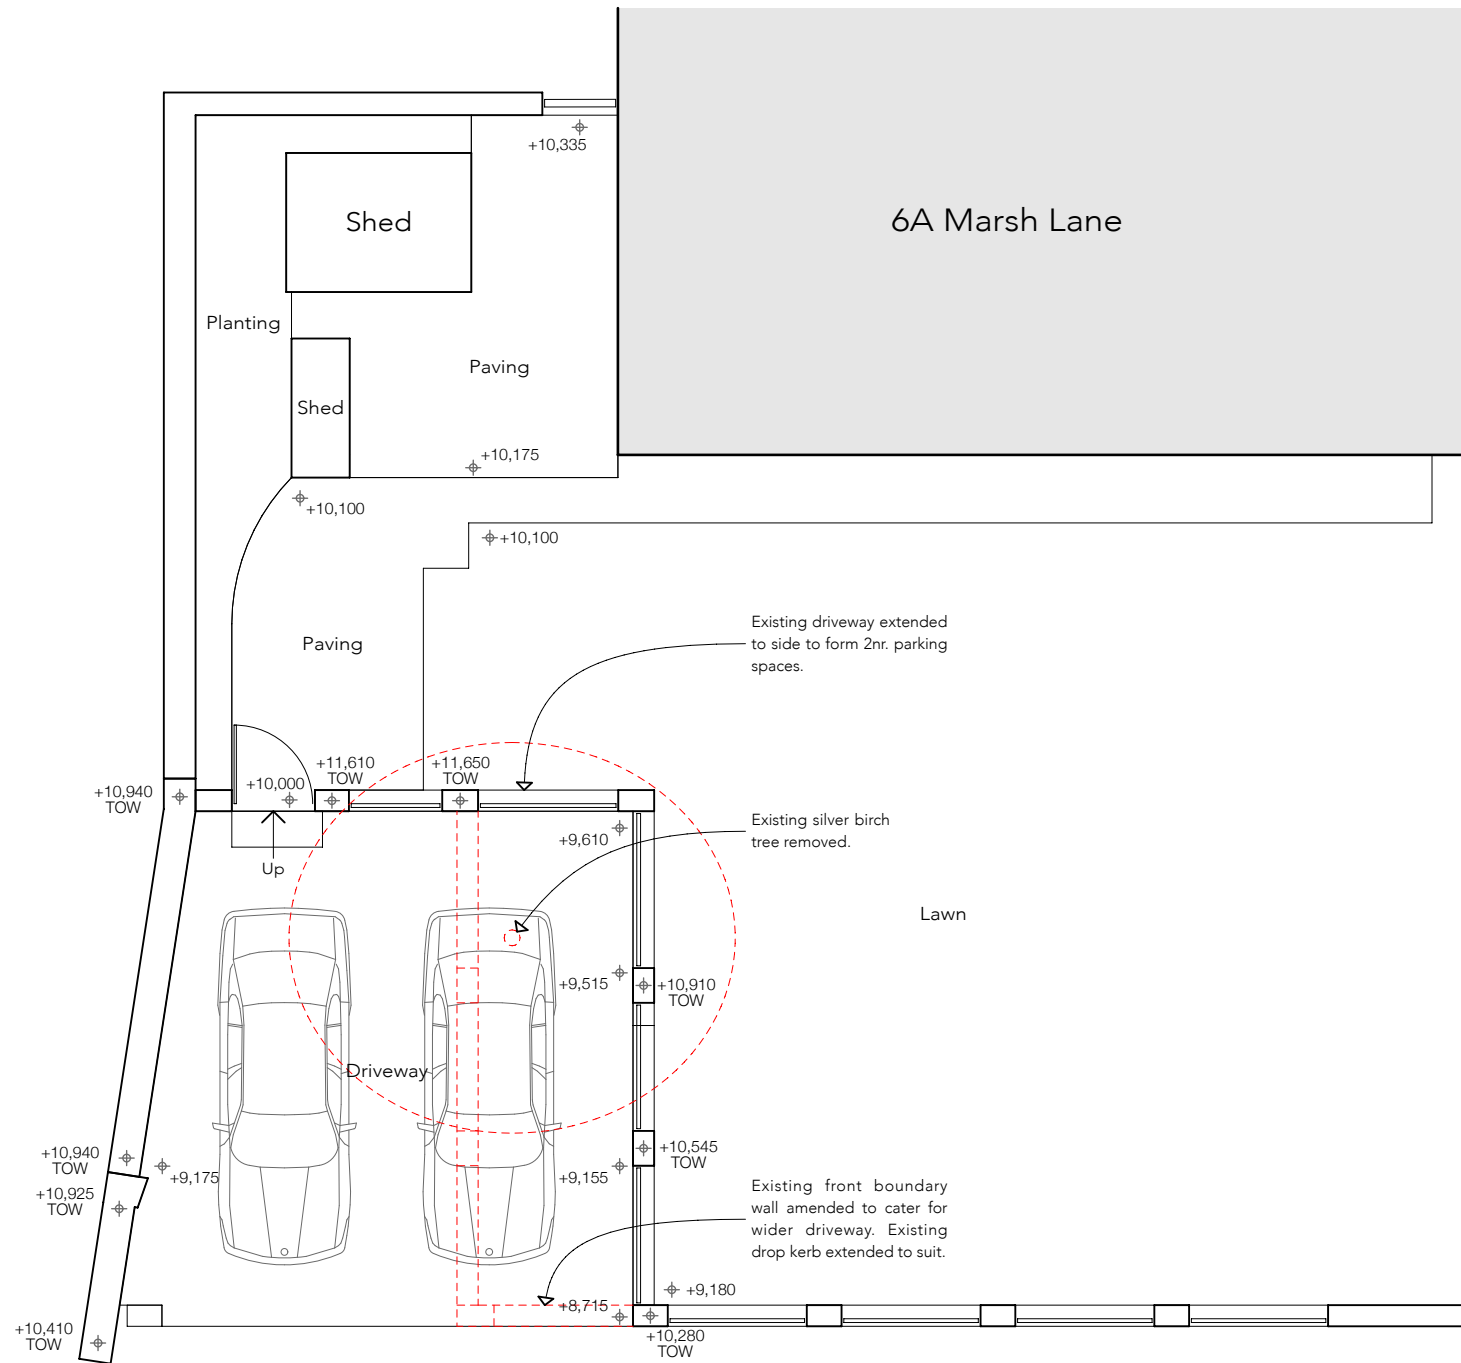 +10,335
Shed
6A Marsh Lane
Planting
Paving
Shed
+10,175
+10,100
+10,100
Existing driveway extended
to side to form 2nr. parking
spaces.
Paving
+11,610
TOW
+11,650
TOW
+10,000
+10,940
TOW
Up
+9,610
Existing silver birch
tree removed.
Lawn
+9,515
+10,910
TOW
Driveway
+10,940
TOW
+9,175
+9,155
+10,545
TOW
+10,925
TOW
Existing front boundary
wall amended to cater for
wider driveway. Existing
drop kerb extended to suit.
+9,180
+8,715
+10,410
TOW
+10,280
TOW